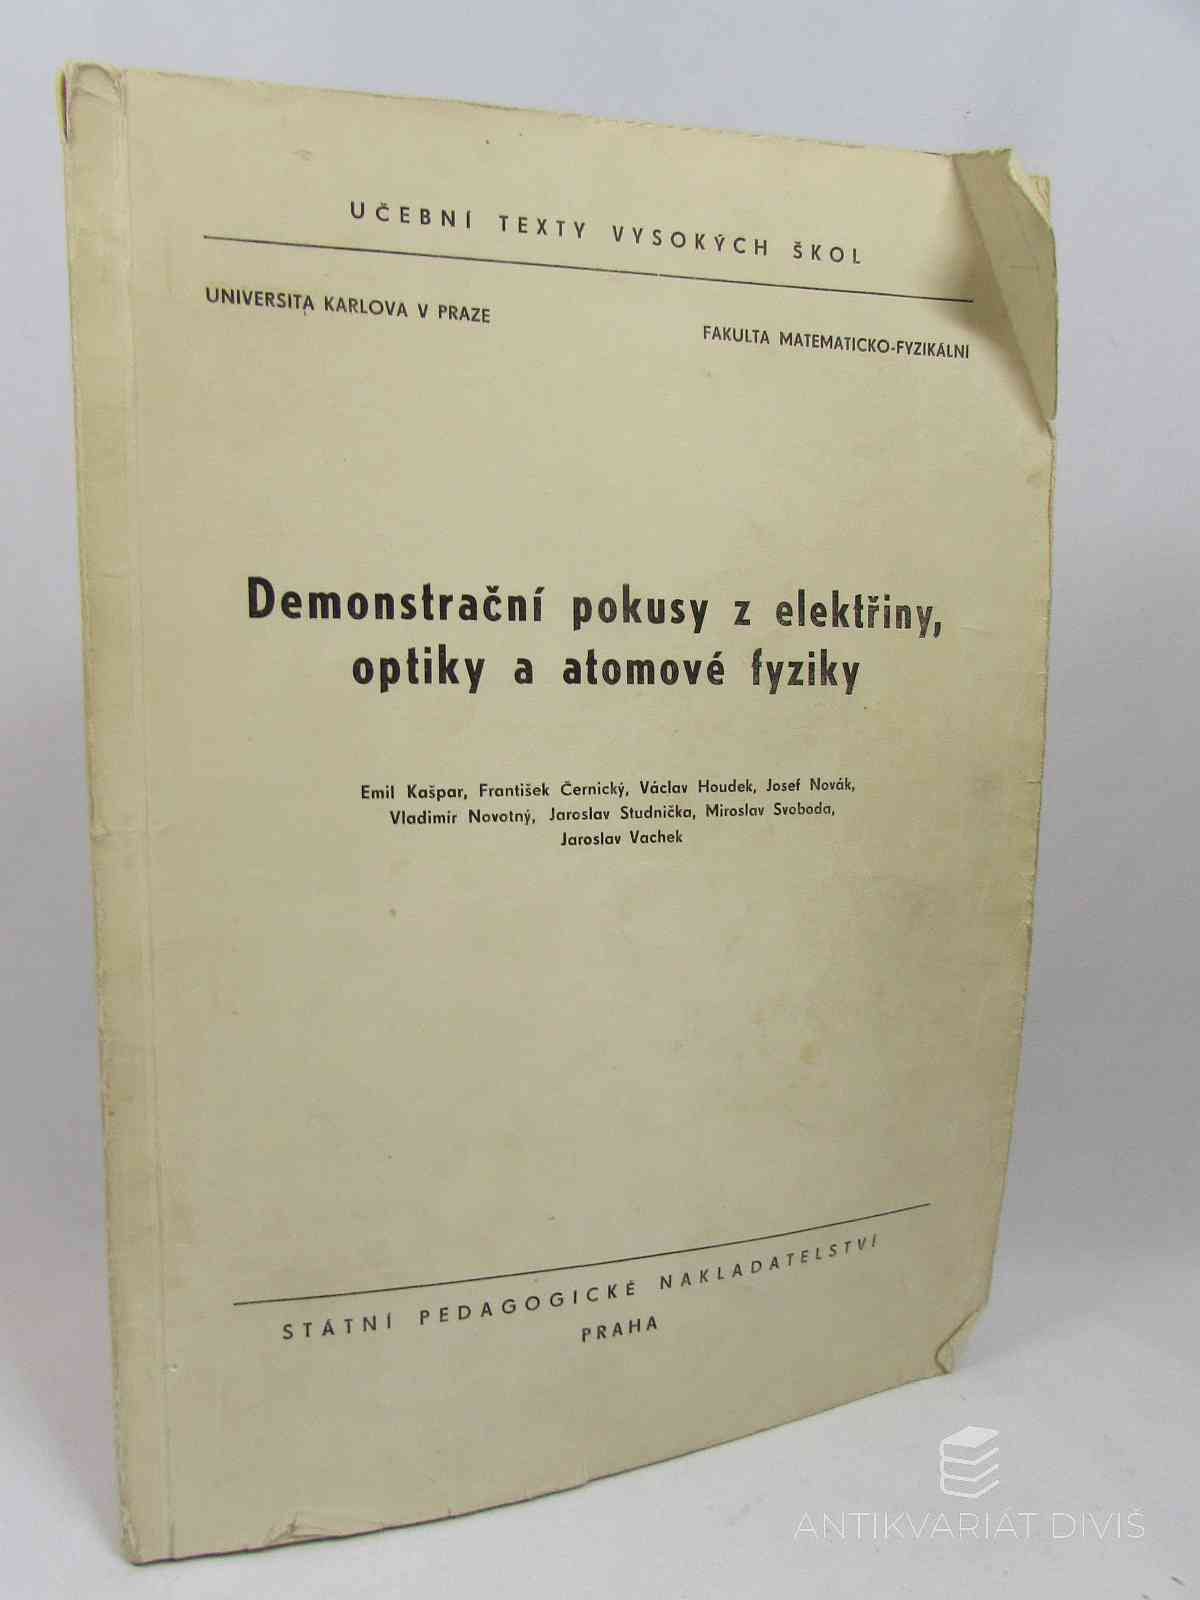 UČEBNÍ TEXTY VYSOKÝCH ŠKOL
UNIVERSITA KARLOVA V PRAZE
FAKULTA MATEMATICKO-FYZIKÁLNÍ
Demonstrační pokusy z elektřiny,
optiky a atomové fyziky
Emil Kašpar, František Černický, Václav Houdek, Josef Novák,
Vladimír Novotný, Jaroslav Studnička, Miroslav Svoboda,
Jaroslav Vachek
STÁTNÍ PEDAGOGICKÉ NAKLADATELSTVÍ
PRAHA
ANTIKVARIÁT DIVIŠ